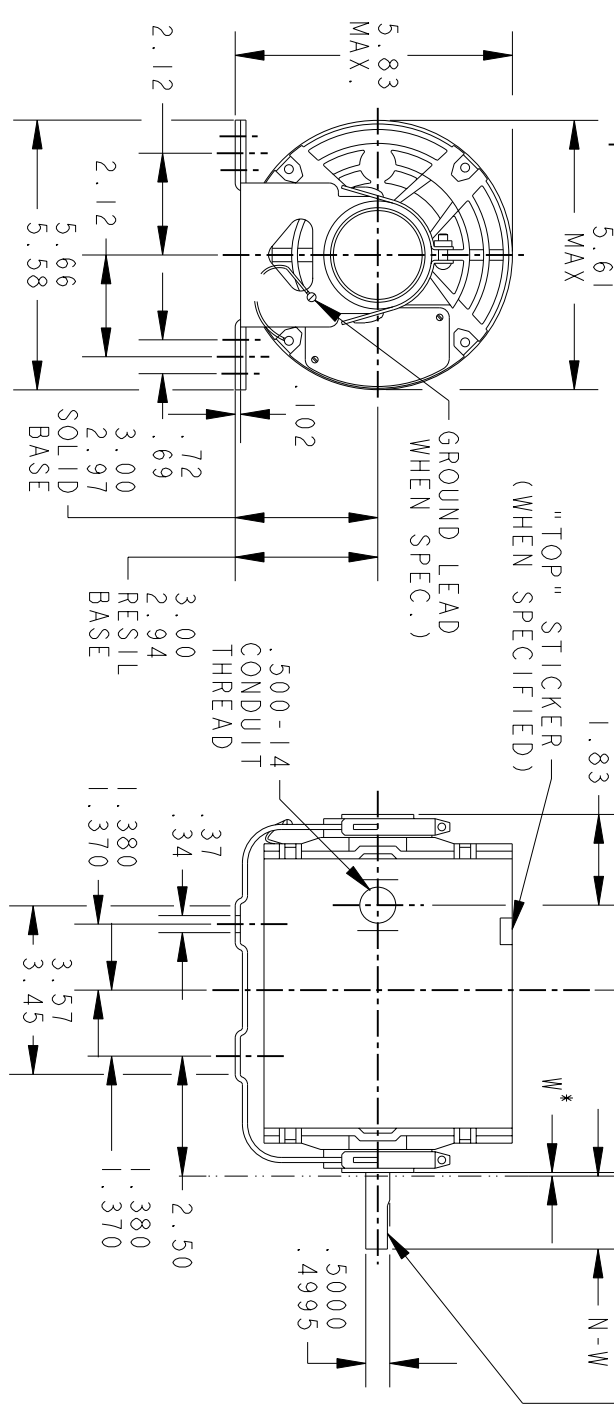 5.61
MAX
5.83
MAX.
2.12
2.12
5.66
5.58
.102
.72
.69
3.00
2.97
SOLID
BASE
3.00
2.94
RESIL
BASE
GROUND LEAD
WHEN SPEC.)
"TOP" STICKER
(WHEN SPECIFIED)
1.83
.500-14
CONDUIT
THREAD
.37
.34
1.380
1.370
3.57
3.45
1.380
1.370
2.50
W*
N-W
.5000
.4995